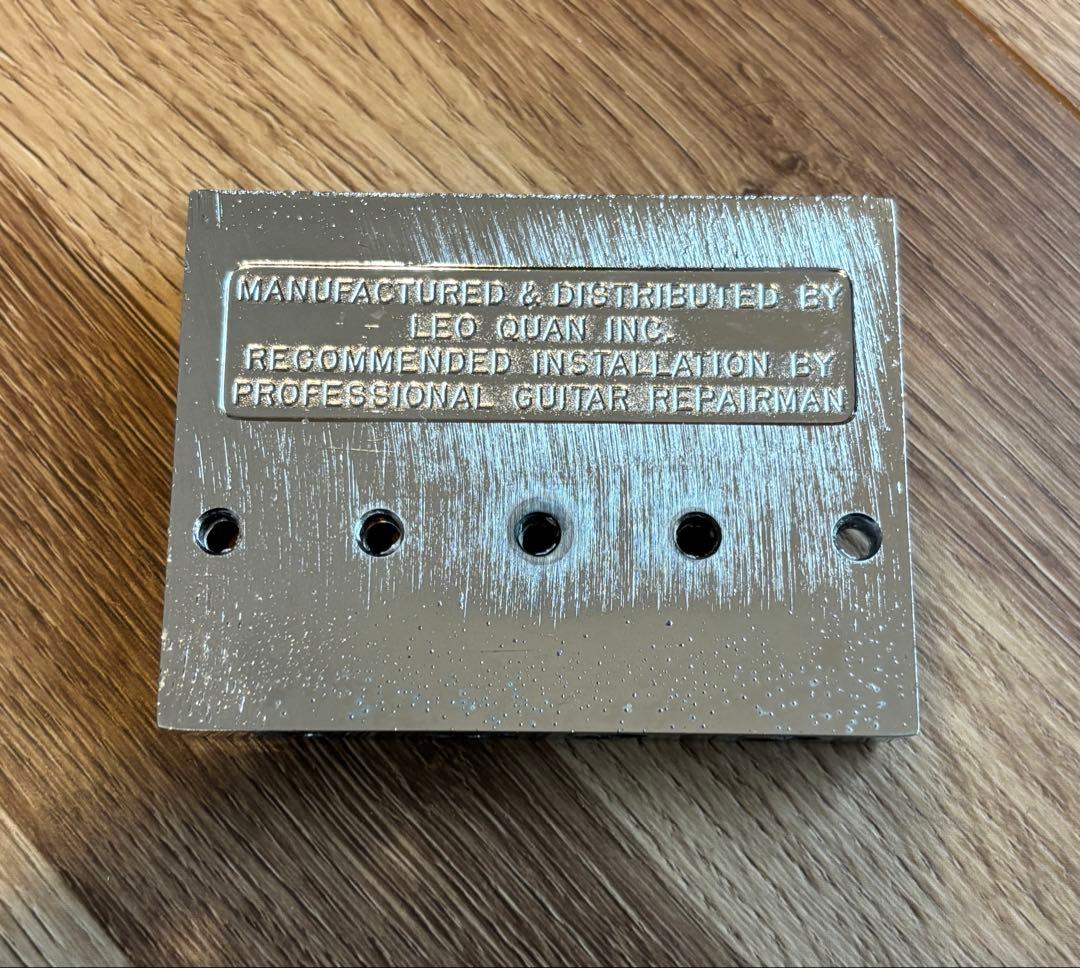 MANUFACTURED & DISTRIBUTED BY
LEO QUAN INC.
RECOMMENDED INSTALLATION BY
PROFESSIONAL GUITAR REPAIRMAN